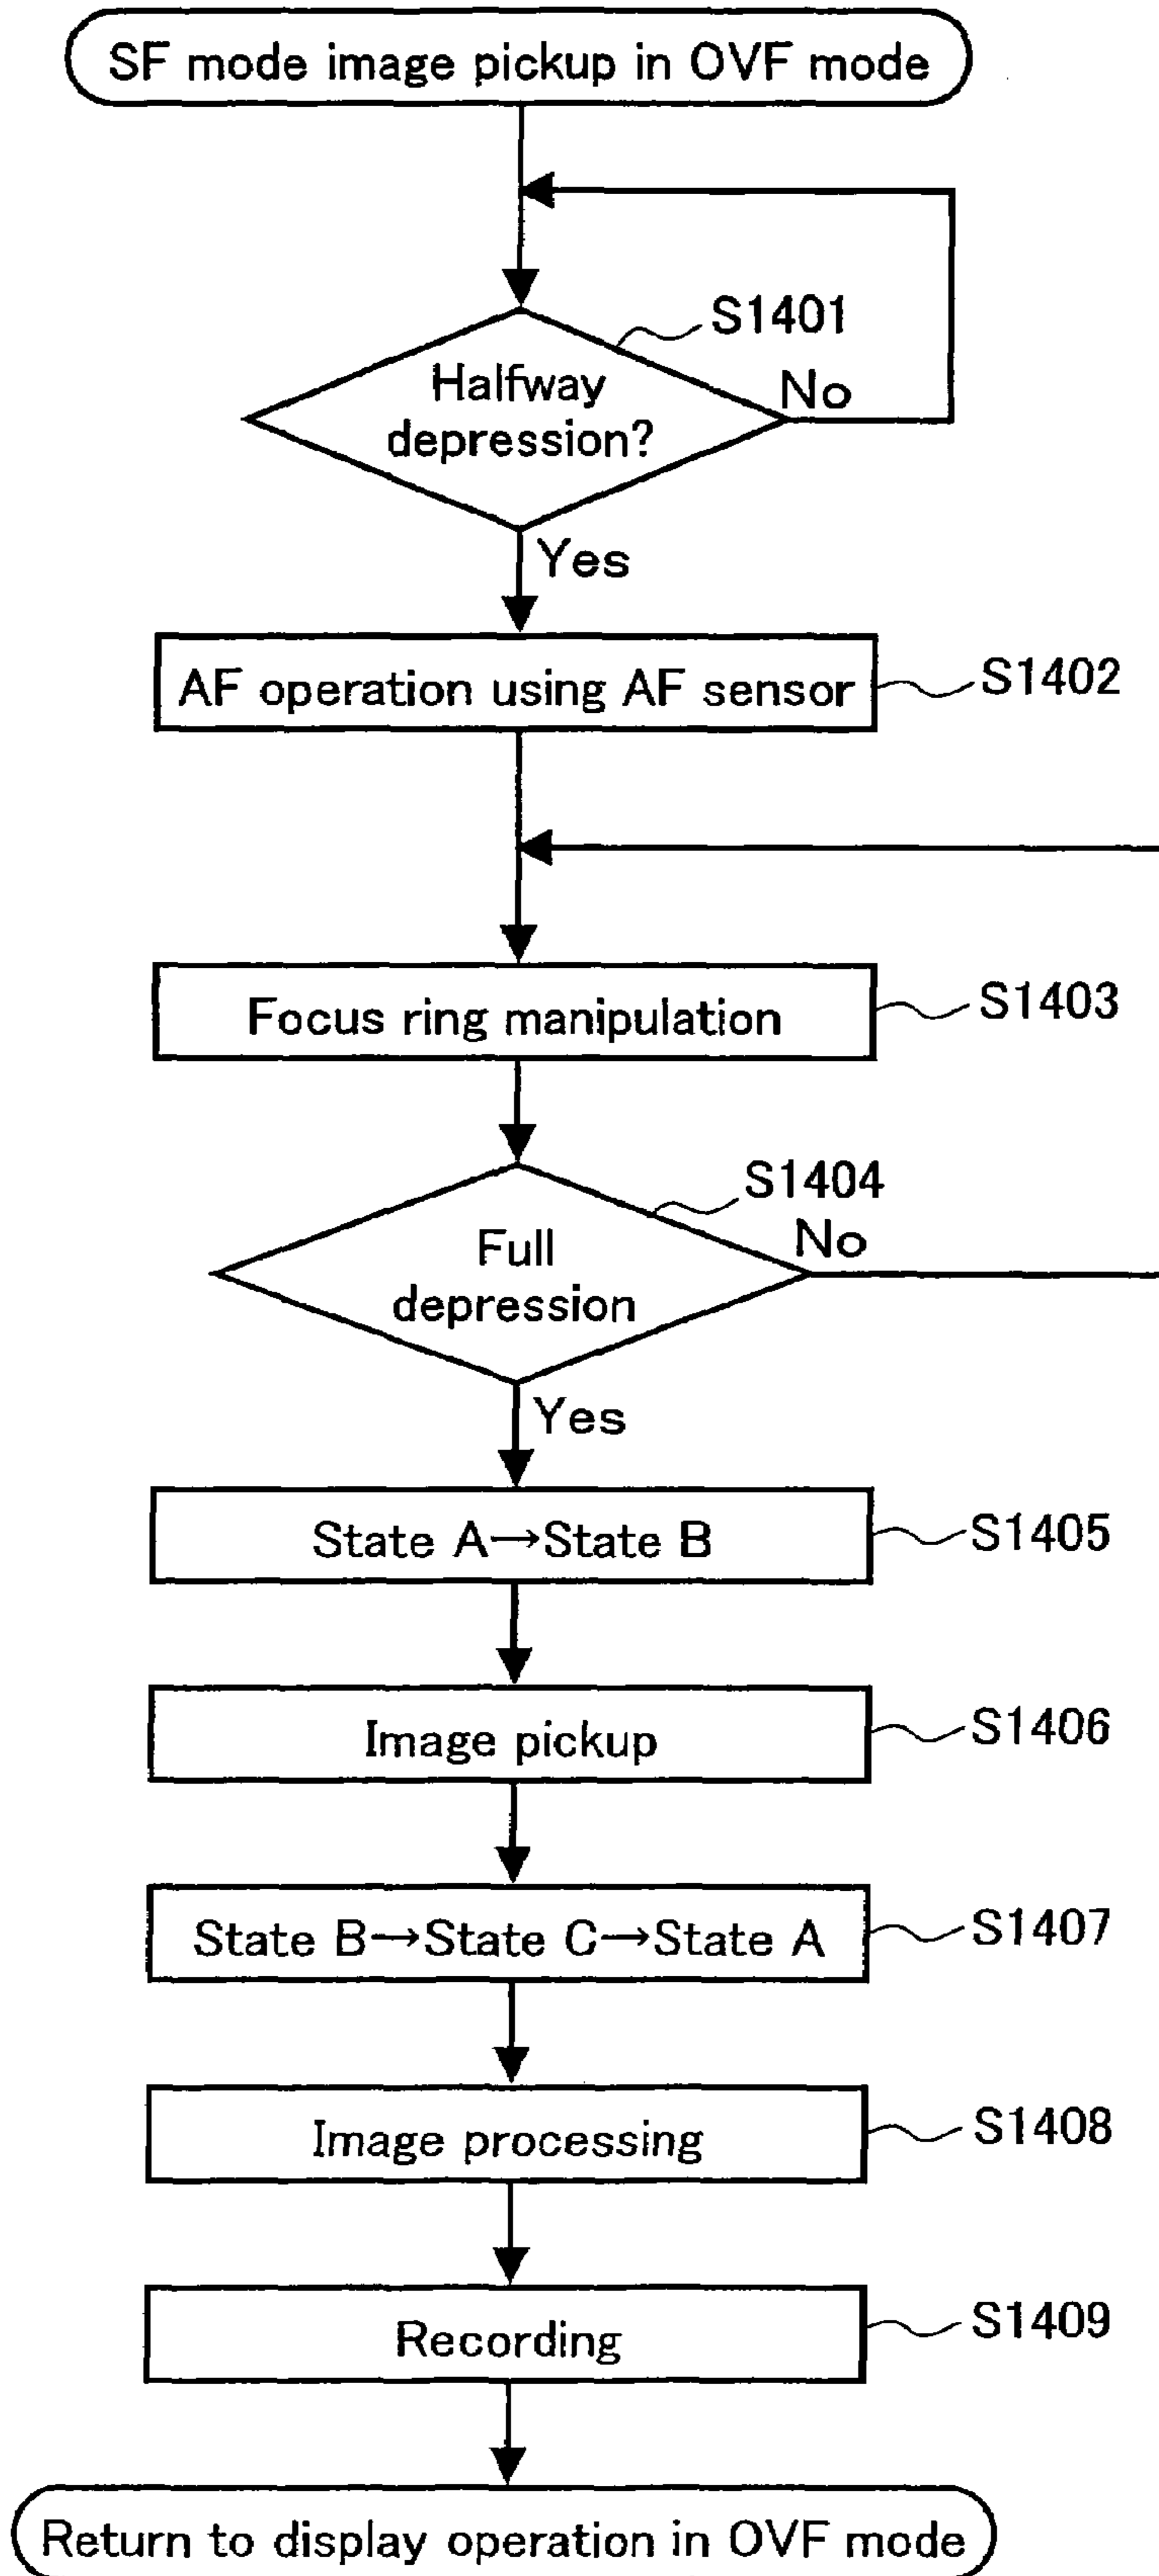 SF mode image pickup in OVF mode
S1401
Halfway
depression?
No
Yes
AF operation using AF sensor
S1402
Focus ring manipulation
S1403
S1404
Full
depression
No
Yes
State A→State B
S1405
Image pickup
S1406
State B→State C→State A
S1407
Image processing
S1408
Recording
S1409
Return to display operation in OVF mode